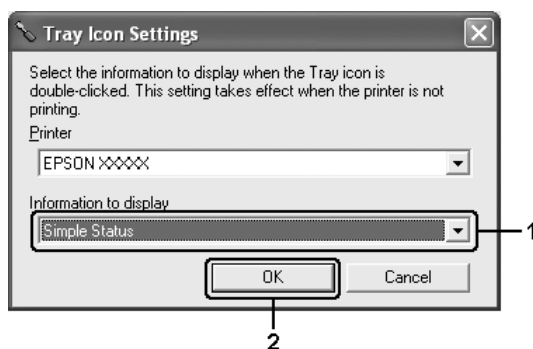 Tray Icon Settings
Select the information to display when the Tray icon is
double-clicked. This setting takes effect when the printer is not
printing.
Printer
EPSON XXXXX
Information to display
Simple Status
1
OK
Cancel
2